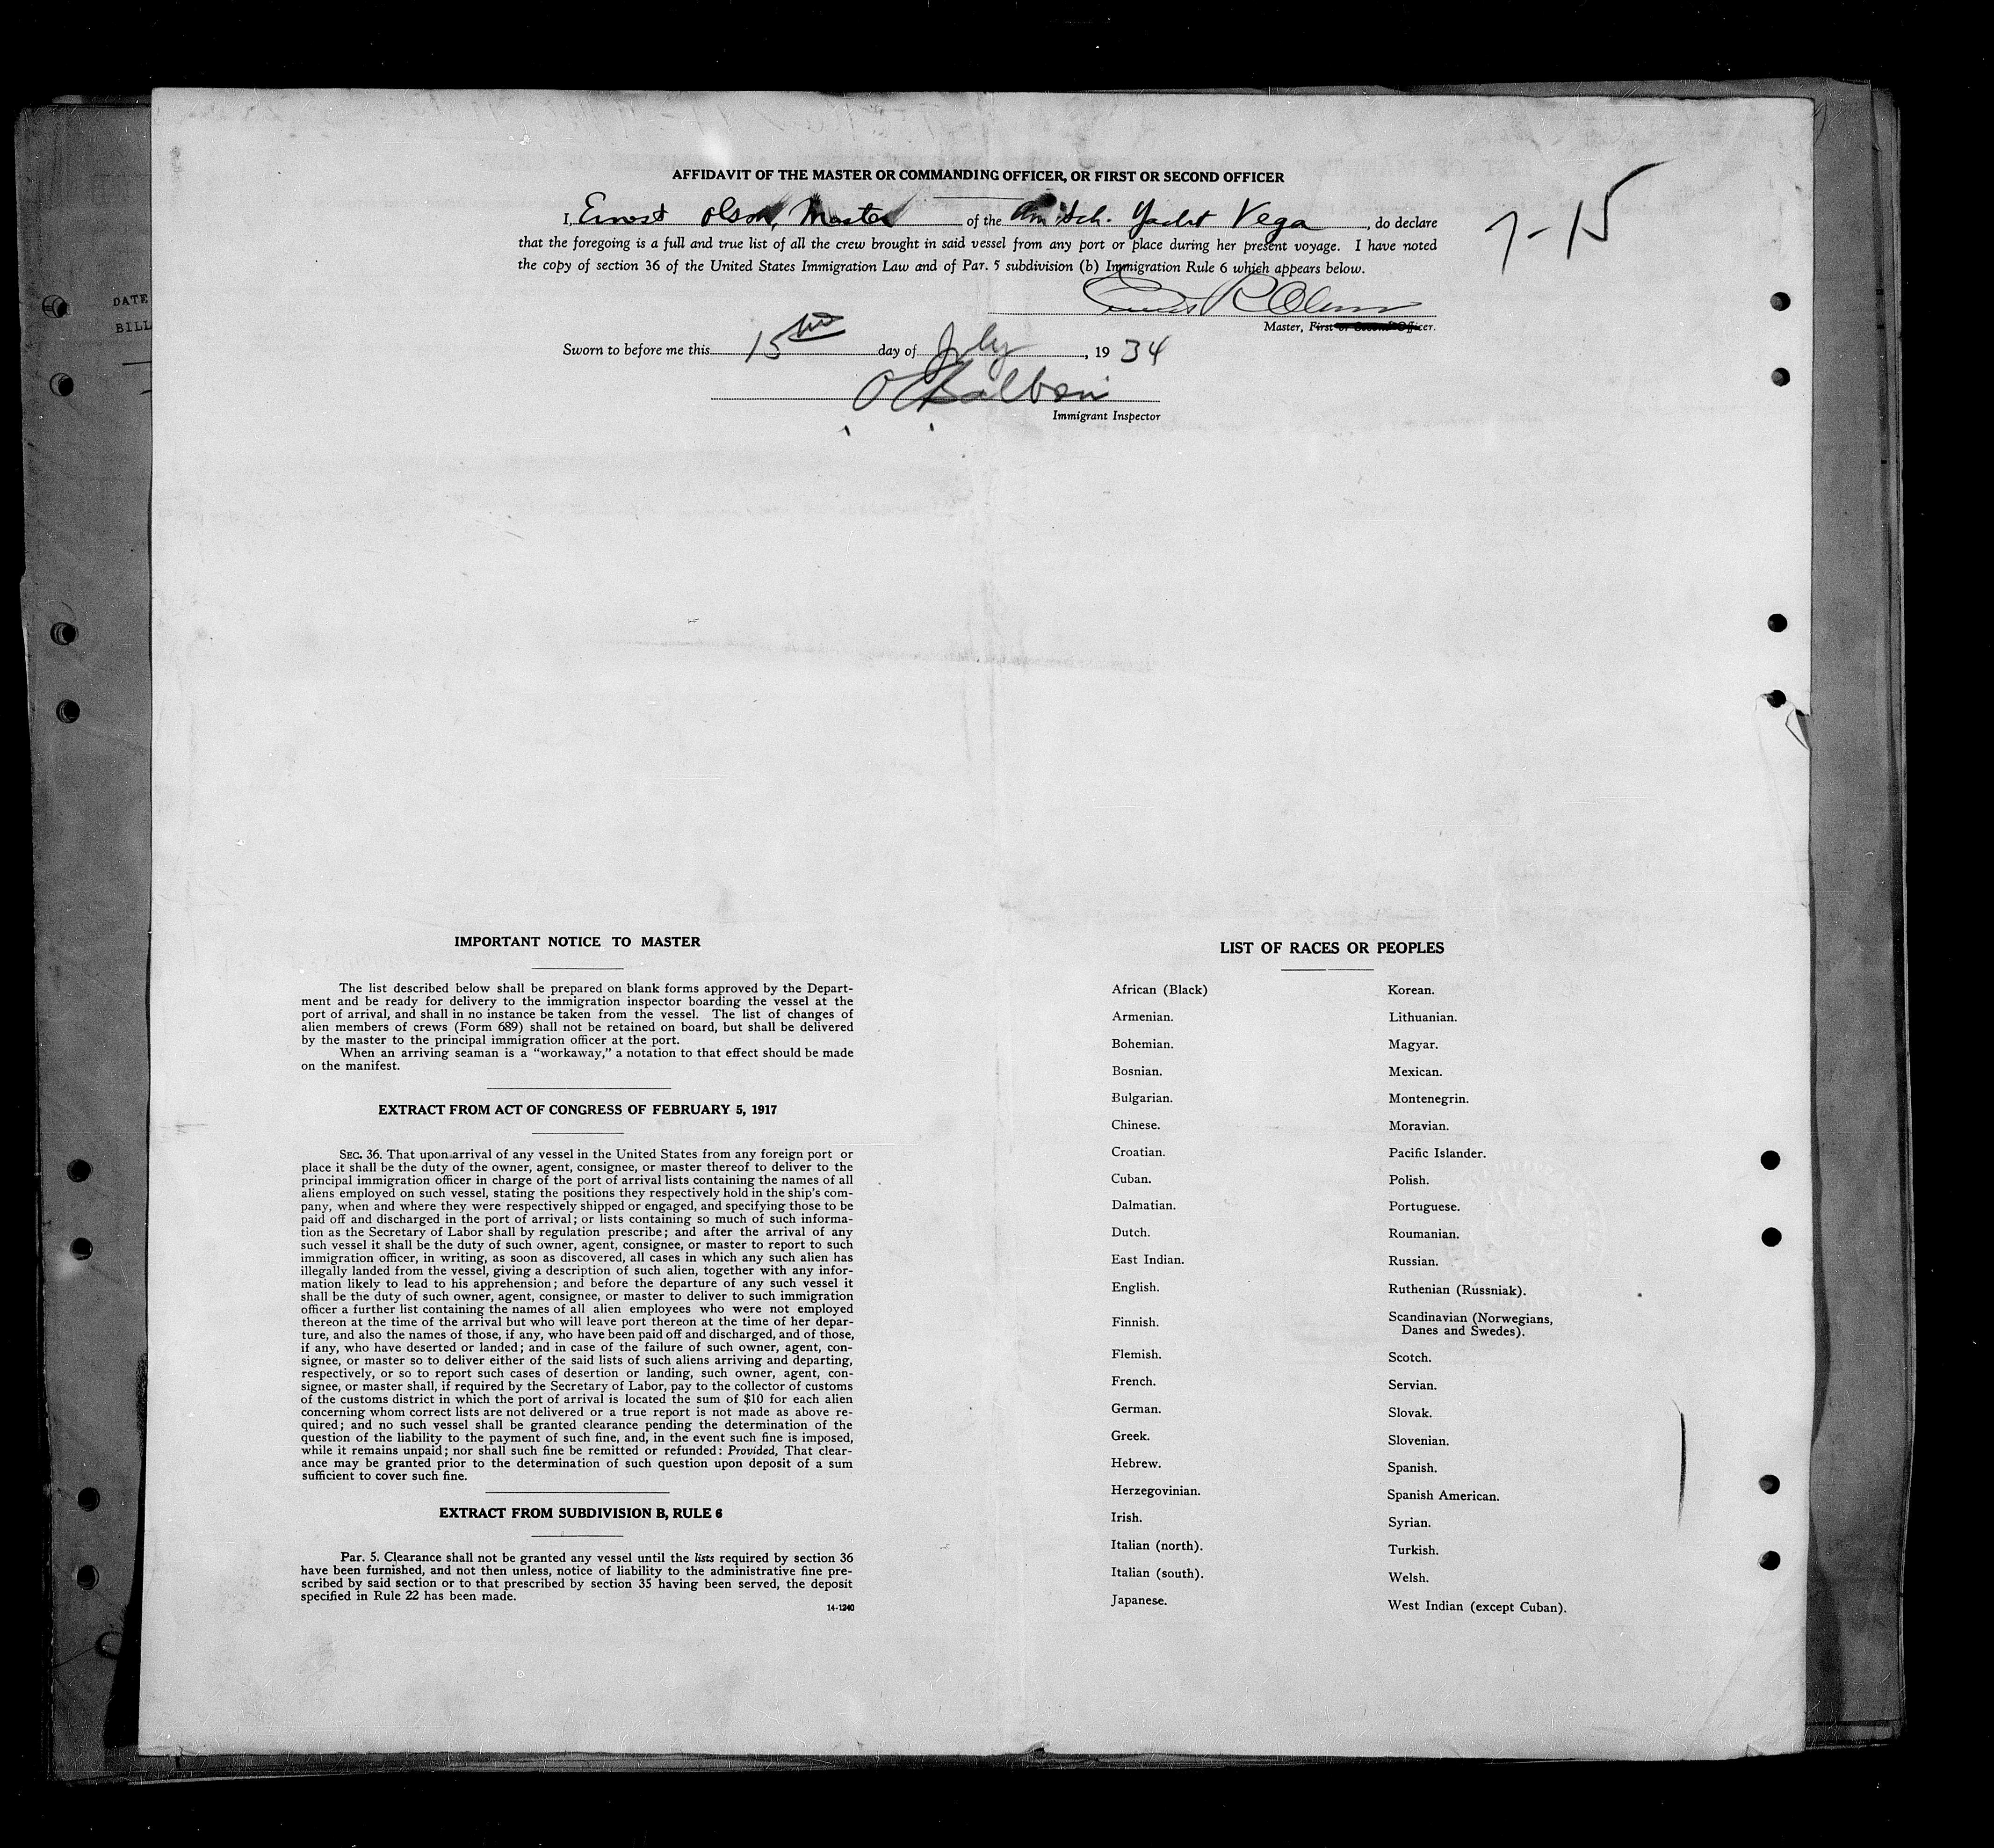 AFFIDAVIT OF THE MASTER OR COMMANDING OFFICER, OR FIRST OR SECOND OFFICER
I, Ernest Olson, Master of the Am Sch. Yacht Vega, do declare
7-15
that the foregoing is a full and true list of all the crew brought in said vessel from any port or place during her present voyage. I have noted
the copy of section 36 of the United States Immigration Law and of Par. 5 subdivision (b) Immigration Rule 6 which appears below.
Ernest R Olson
Master, First or Second Officer.
Sworn to before me this 15th day of July, 1934
Immigrant Inspector
DATE
BILL
IMPORTANT NOTICE TO MASTER
The list described below shall be prepared on blank forms approved by the Depart-
ment and be ready for delivery to the immigration inspector boarding the vessel at the
port of arrival, and shall in no instance be taken from the vessel. The list of changes of
alien members of crews (Form 689) shall not be retained on board, but shall be delivered
by the master to the principal immigration officer at the port.
When an arriving seaman is a “workaway,” a notation to that effect should be made
on the manifest.
EXTRACT FROM ACT OF CONGRESS OF FEBRUARY 5, 1917
SEC. 36. That upon arrival of any vessel in the United States from any foreign port or
place it shall be the duty of the owner, agent, consignee, or master thereof to deliver to the
principal immigration officer in charge of the port of arrival lists containing the names of all
aliens employed on such vessel, stating the positions they respectively hold in the ship's com-
pany, when and where they were respectively shipped or engaged, and specifying those to be
paid off and discharged in the port of arrival; or lists containing so much of such informa-
tion as the Secretary of Labor shall by regulation prescribe; and after the arrival of any
such vessel it shall be the duty of such owner, agent, consignee, or master to report to such
immigration officer, in writing, as soon as discovered, all cases in which any such alien has
illegally landed from the vessel, giving a description of such alien, together with any infor-
mation likely to lead to his apprehension; and before the departure of any such vessel it
shall be the duty of such owner, agent, consignee, or master to deliver to such immigration
officer a further list containing the names of all alien employees who were not employed
thereon at the time of the arrival but who will leave port thereon at the time of her depar-
ture, and also the names of those, if any, who have been paid off and discharged, and of those,
if any, who have deserted or landed; and in case of the failure of such owner, agent, con-
signee, or master so to deliver either of the said lists of such aliens arriving and departing,
respectively, or so to report such cases of desertion or landing, such owner, agent, con-
signee, or master shall, if required by the Secretary of Labor, pay to the collector of customs
of the customs district in which the port of arrival is located the sum of $10 for each alien
concerning whom correct lists are not delivered or a true report is not made as above re-
quired; and no such vessel shall be granted clearance pending the determination of the
question of the liability to the payment of such fine, and, in the event such fine is imposed,
while it remains unpaid; nor shall such fine be remitted or refunded: Provided, That clear-
ance may be granted prior to the determination of such question upon deposit of a sum
sufficient to cover such fine.
EXTRACT FROM SUBDIVISION B, RULE 6
Par. 5. Clearance shall not be granted any vessel until the lists required by section 36
have been furnished, and not then unless, notice of liability to the administrative fine pre-
scribed by said section or to that prescribed by section 35 having been served, the deposit
specified in Rule 22 has been made.
14-1240
LIST OF RACES OR PEOPLES
African (Black)
Armenian.
Bohemian.
Bosnian.
Bulgarian.
Chinese.
Croatian.
Cuban.
Dalmatian.
Dutch.
East Indian.
English.
Finnish.
Flemish.
French.
German.
Greek.
Hebrew.
Herzegovinian.
Irish.
Italian (north).
Italian (south).
Japanese.
Korean.
Lithuanian.
Magyar.
Mexican.
Montenegrin.
Moravian.
Pacific Islander.
Polish.
Portuguese.
Roumanian.
Russian.
Ruthenian (Russniak).
Scandinavian (Norwegians,
Danes and Swedes).
Scotch.
Servian.
Slovak.
Slovenian.
Spanish.
Spanish American.
Syrian.
Turkish.
Welsh.
West Indian (except Cuban).